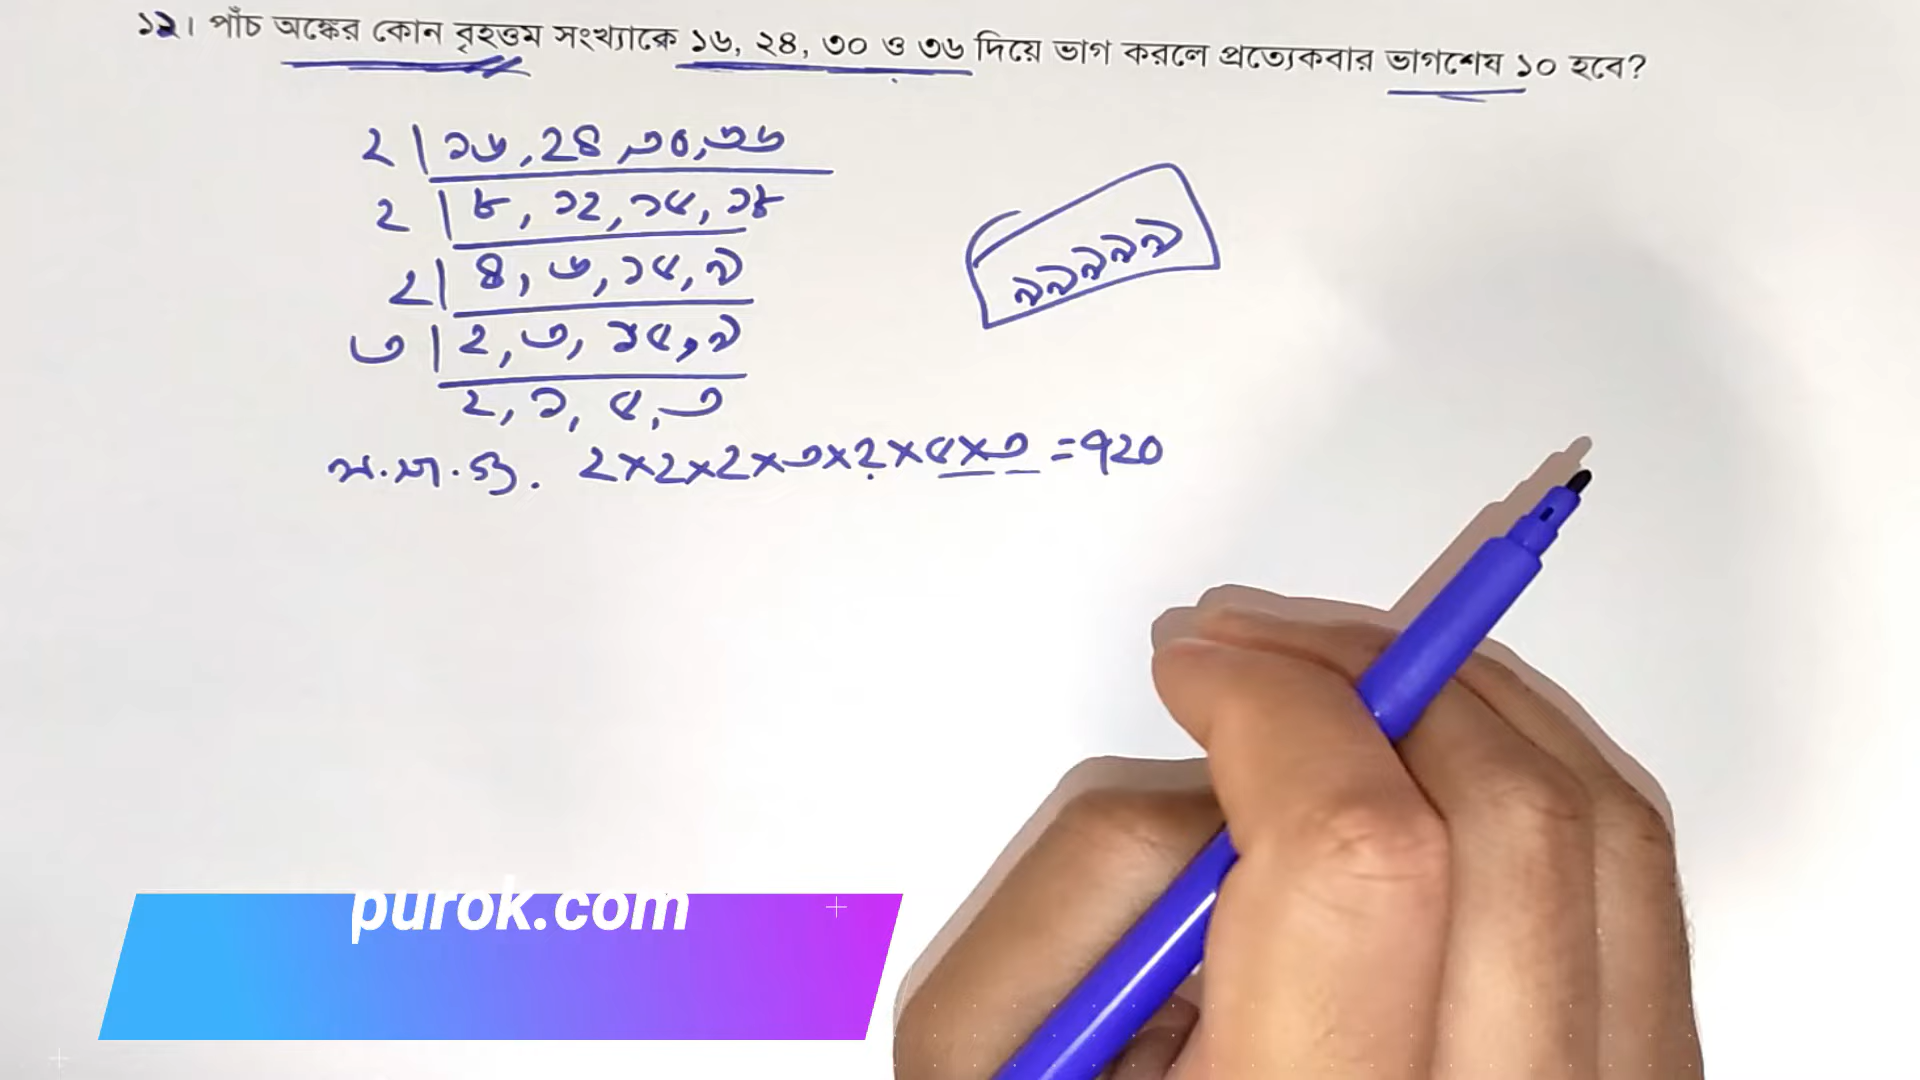 ১২। পাঁচ অঙ্কের কোন বৃহত্তম সংখ্যাকে ১৬, ২৪, ৩০ ও ৩৬ দিয়ে ভাগ করলে প্রত্যেকবার ভাগশেষ ১০ হবে?
২ | ১৬, ২৪, ৩০, ৩৬
২ | ৮, ১২, ১৫, ১৮
২ | ৪, ৬, ১৫, ৯
৩ | ২, ৩, ১৫, ৯
২, ১, ৫, ৩
৯৯৯৯৯
ল.সা.গু. ২×২×২×৩×২×৫×৩ = ৭২০
purok.com